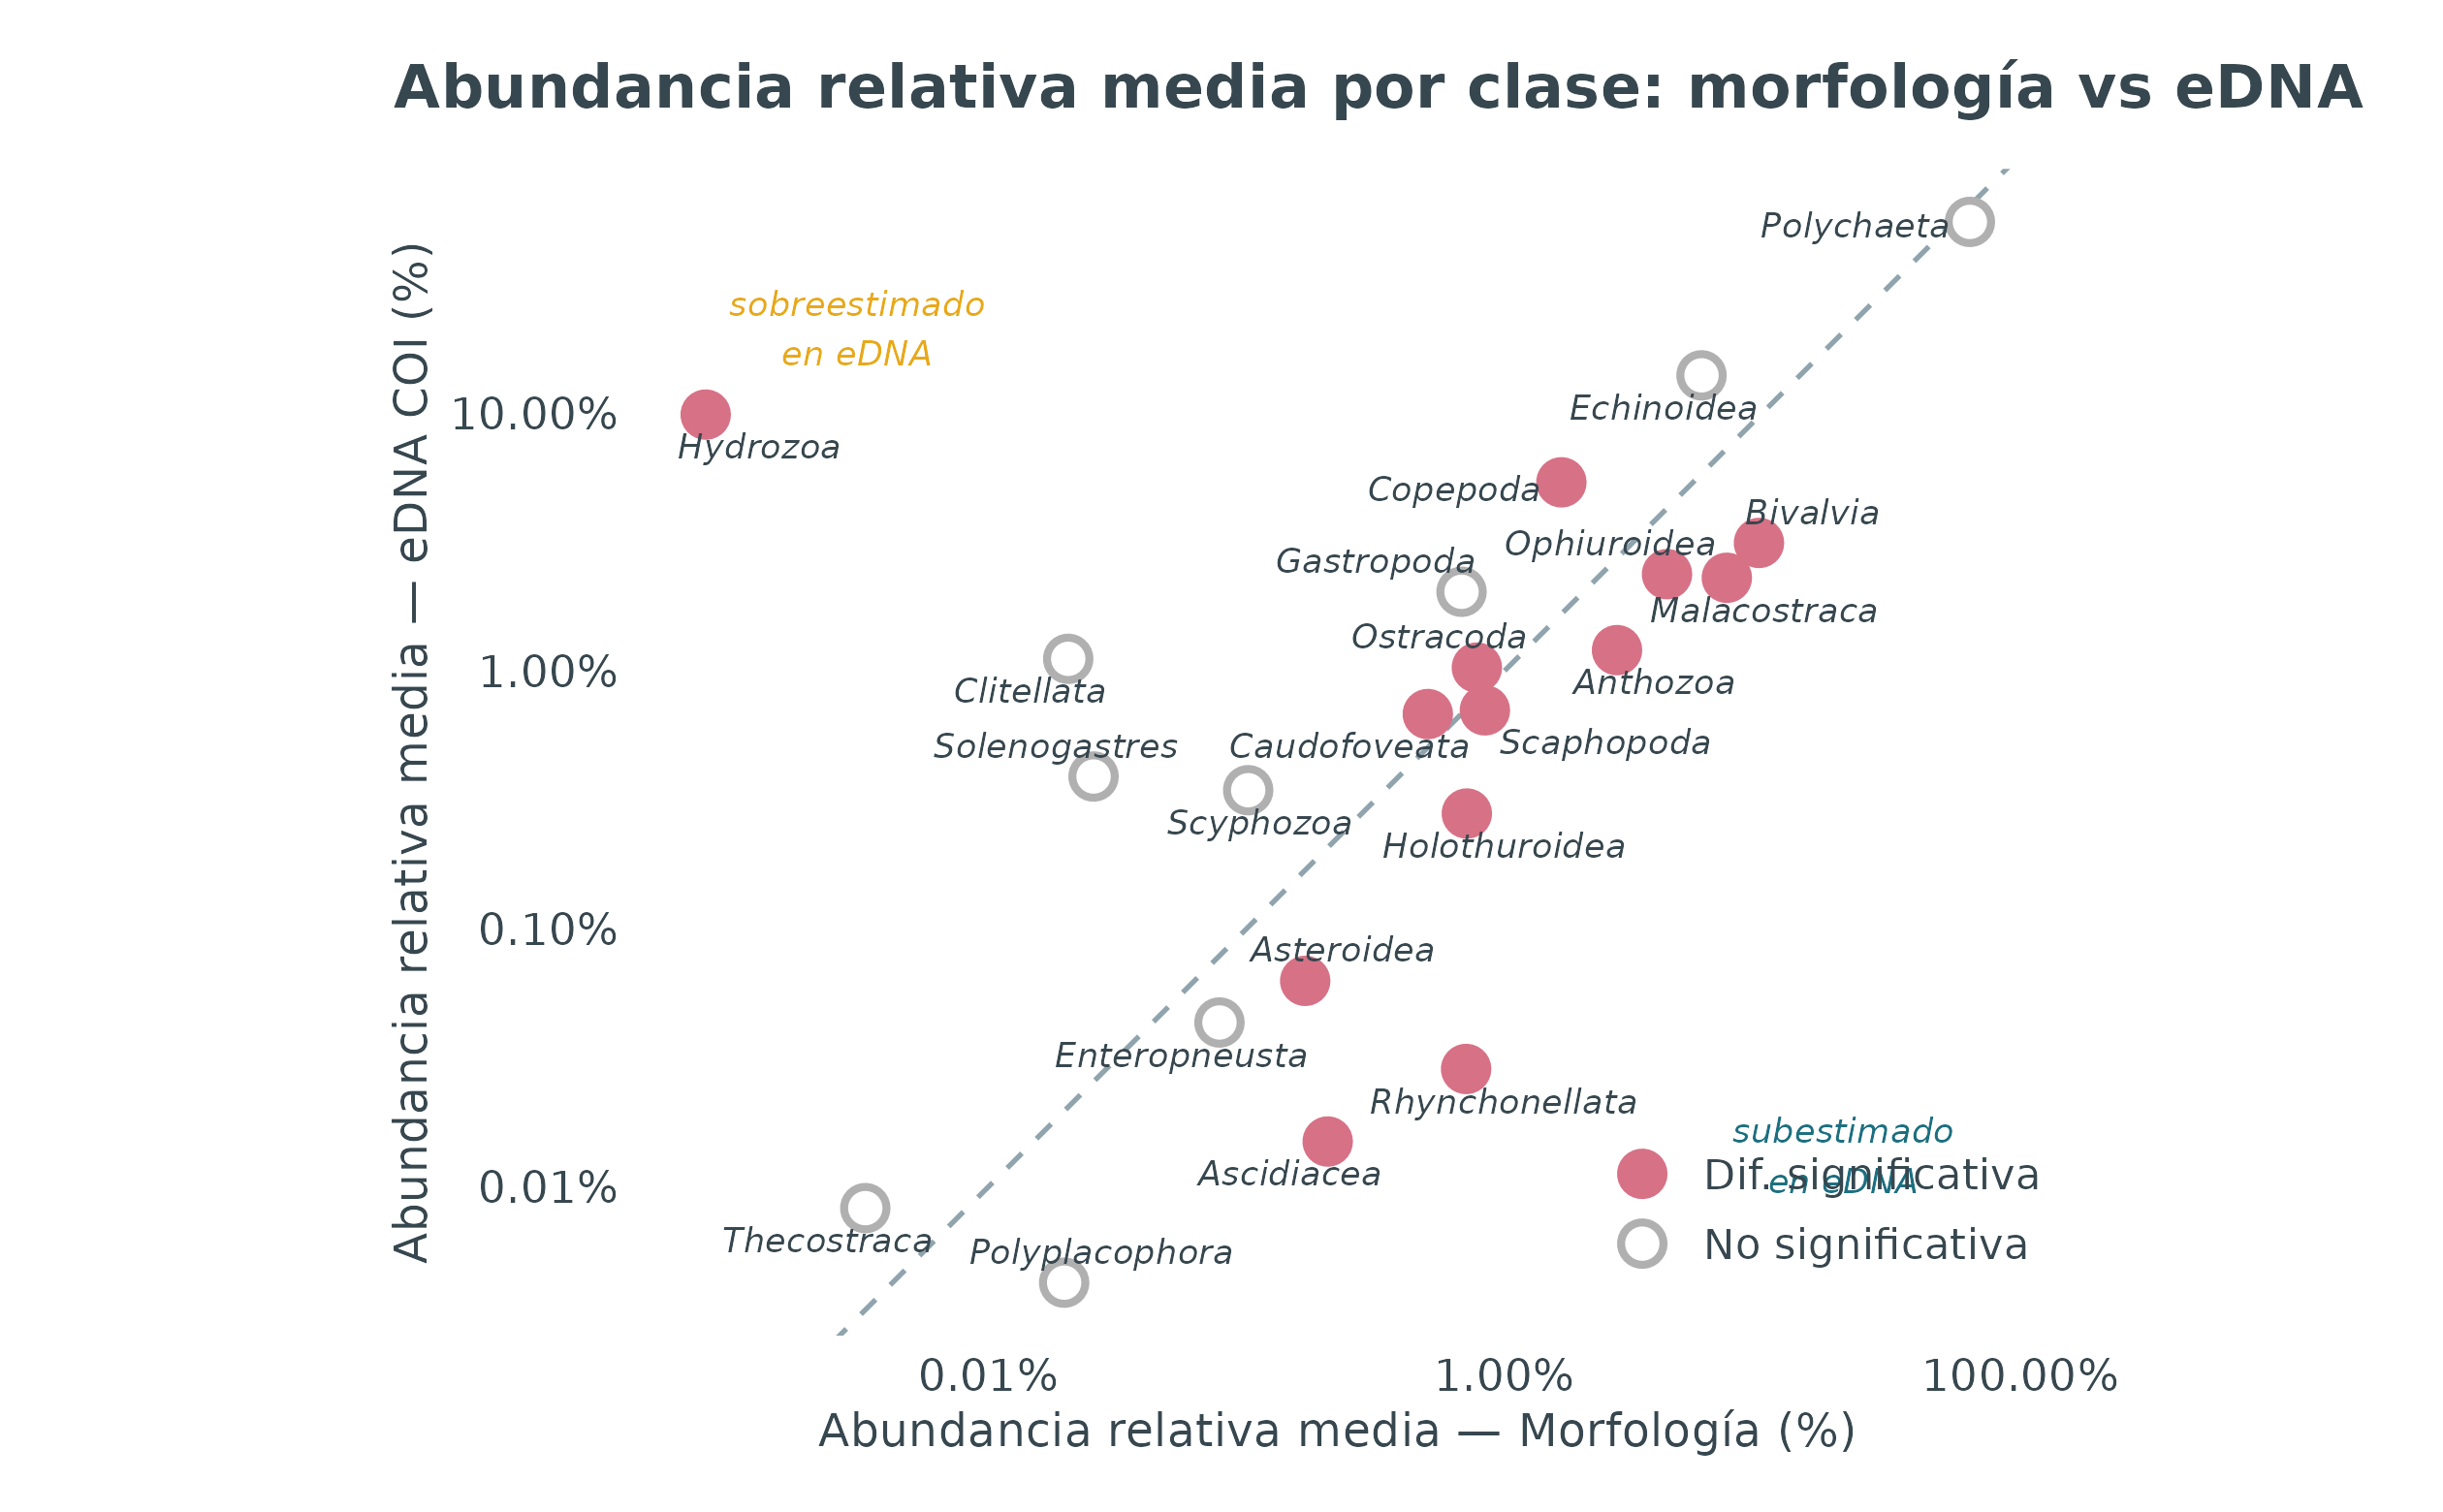 Abundancia relativa media por clase: morfología vs eDNA
Abundancia relativa media — eDNA COI (%)
10.00%
1.00%
0.10%
0.01%
sobreestimado
en eDNA
Polychaeta
Echinoidea
Hydrozoa
Copepoda
Bivalvia
Ophiuroidea
Gastropoda
Malacostraca
Ostracoda
Anthozoa
Clitellata
Solenogastres
Caudofoveata
Scaphopoda
Scyphozoa
Holothuroidea
Asteroidea
Enteropneusta
Rhynchonellata
Ascidiacea
Thecostraca
Polyplacophora
subestimado
en eDNA
Dif. significativa
No significativa
0.01%
1.00%
100.00%
Abundancia relativa media — Morfología (%)